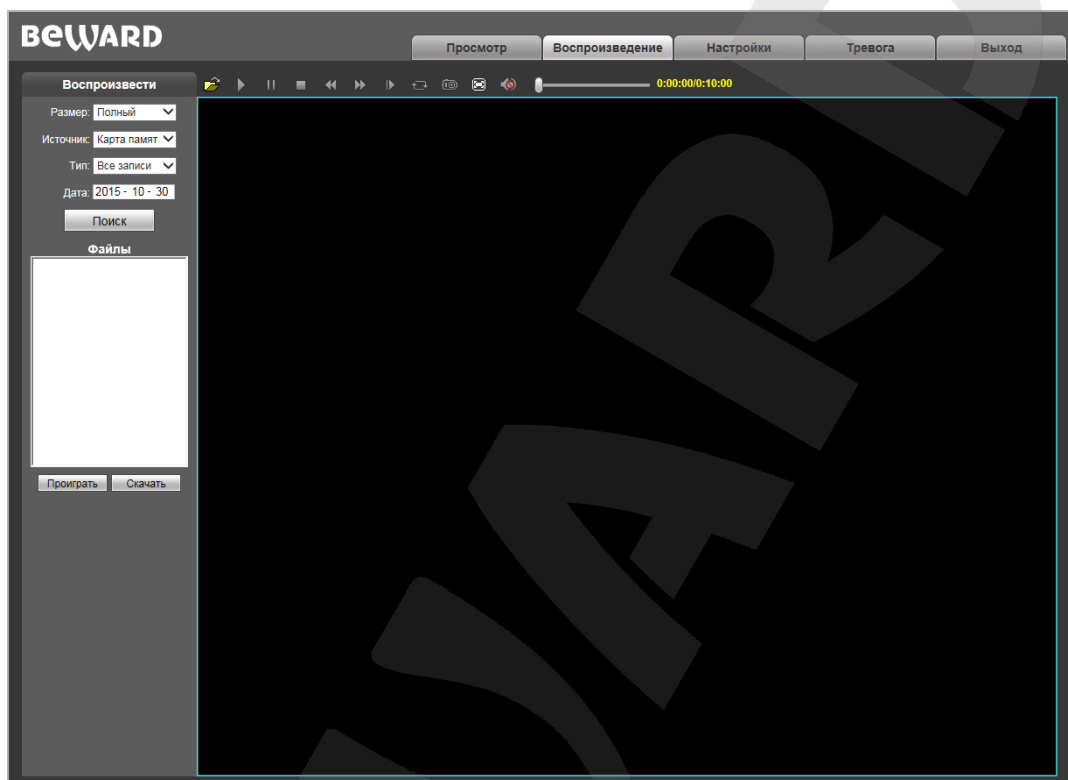 BEWARD
Просмотр Воспроизведение Настройки Тревога Выход
Воспроизвести 0:00:00/0:10:00
Размер: Полный
Источник: Карта памят
Тип: Все записи
Дата: 2015 - 10 - 30
Поиск
Файлы
Проиграть Скачать
WARD